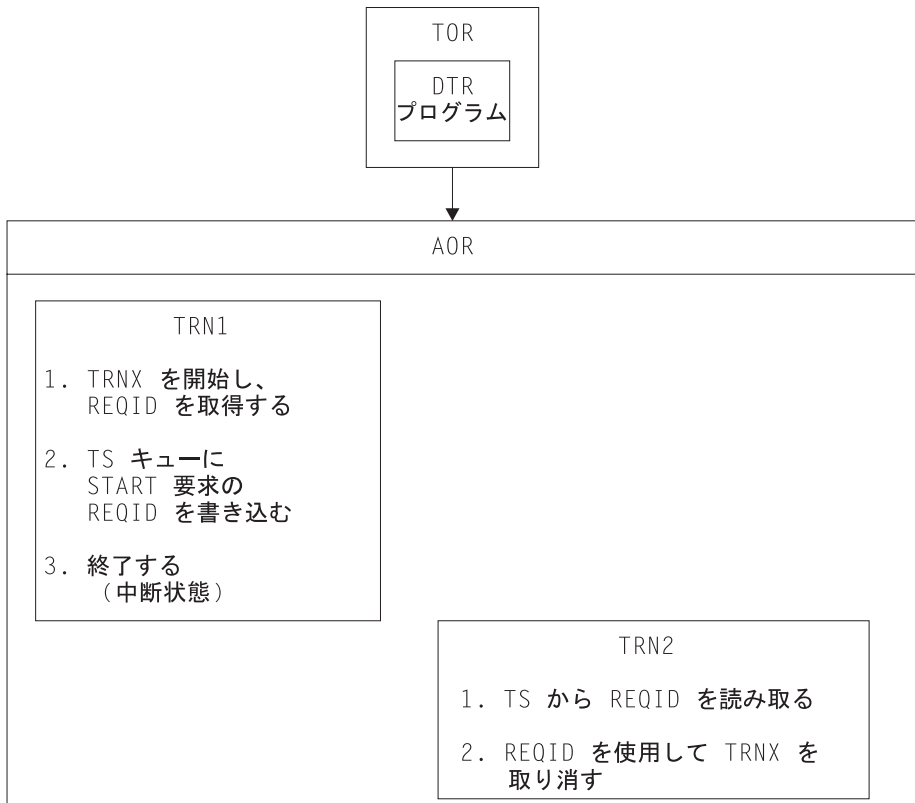 TOR
DTR
プログラム
AOR
TRN1
1. TRNX を開始し、
REQID を取得する
2. TS キューに
START 要求の
REQID を書き込む
3. 終了する
（中断状態）
TRN2
1. TS から REQID を読み取る
2. REQID を使用して TRNX を
取り消す